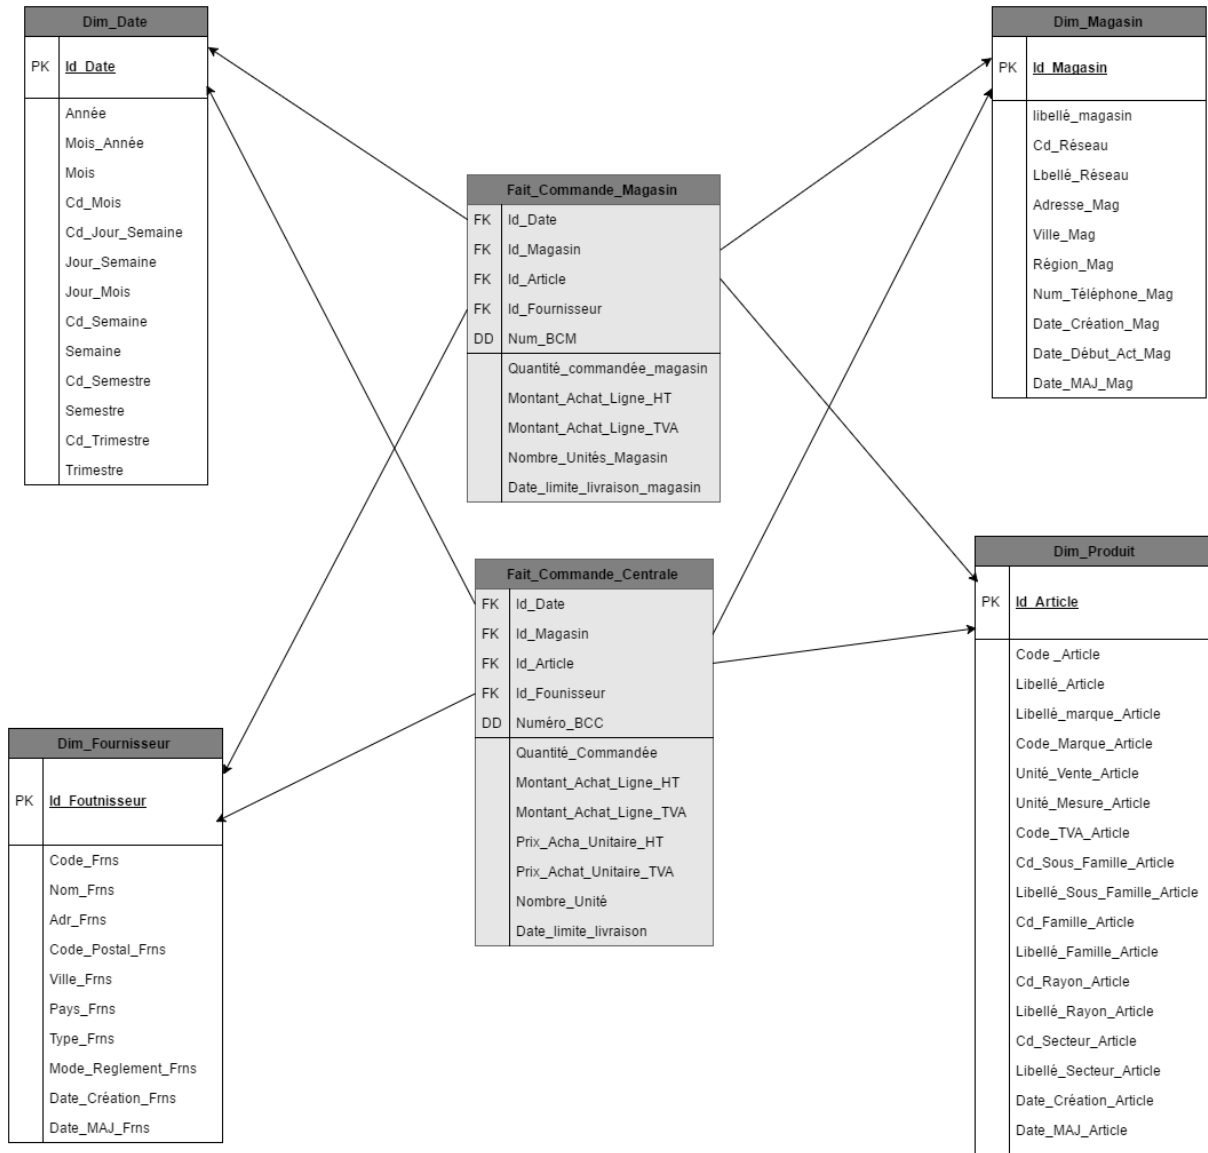 Dim_Date
PK Id_Date
Année
Mois_Année
Mois
Cd_Mois
Cd_Jour_Semaine
Jour_Semaine
Jour_Mois
Cd_Semaine
Semaine
Cd_Semestre
Semestre
Cd_Trimestre
Trimestre
Dim_Magasin
PK Id_Magasin
libellé_magasin
Cd_Réseau
Lbellé_Réseau
Adresse_Mag
Ville_Mag
Région_Mag
Num_Téléphone_Mag
Date_Création_Mag
Date_Début_Act_Mag
Date_MAJ_Mag
Fait_Commande_Magasin
FK Id_Date
FK Id_Magasin
FK Id_Article
FK Id_Fournisseur
DD Num_BCM
Quantité_commandée_magasin
Montant_Achat_Ligne_HT
Montant_Achat_Ligne_TVA
Nombre_Unités_Magasin
Date_limite_livraison_magasin
Fait_Commande_Centrale
FK Id_Date
FK Id_Magasin
FK Id_Article
FK Id_Founisseur
DD Numéro_BCC
Quantité_Commandée
Montant_Achat_Ligne_HT
Montant_Achat_Ligne_TVA
Prix_Acha_Unitaire_HT
Prix_Achat_Unitaire_TVA
Nombre_Unité
Date_limite_livraison
Dim_Produit
PK Id_Article
Code _Article
Libellé_Article
Libellé_marque_Article
Code_Marque_Article
Unité_Vente_Article
Unité_Mesure_Article
Code_TVA_Article
Cd_Sous_Famille_Article
Libellé_Sous_Famille_Article
Cd_Famille_Article
Libellé_Famille_Article
Cd_Rayon_Article
Libellé_Rayon_Article
Cd_Secteur_Article
Libellé_Secteur_Article
Date_Création_Article
Date_MAJ_Article
Dim_Fournisseur
PK Id_Foutnisseur
Code_Frns
Nom_Frns
Adr_Frns
Code_Postal_Frns
Ville_Frns
Pays_Frns
Type_Frns
Mode_Reglement_Frns
Date_Création_Frns
Date_MAJ_Frns